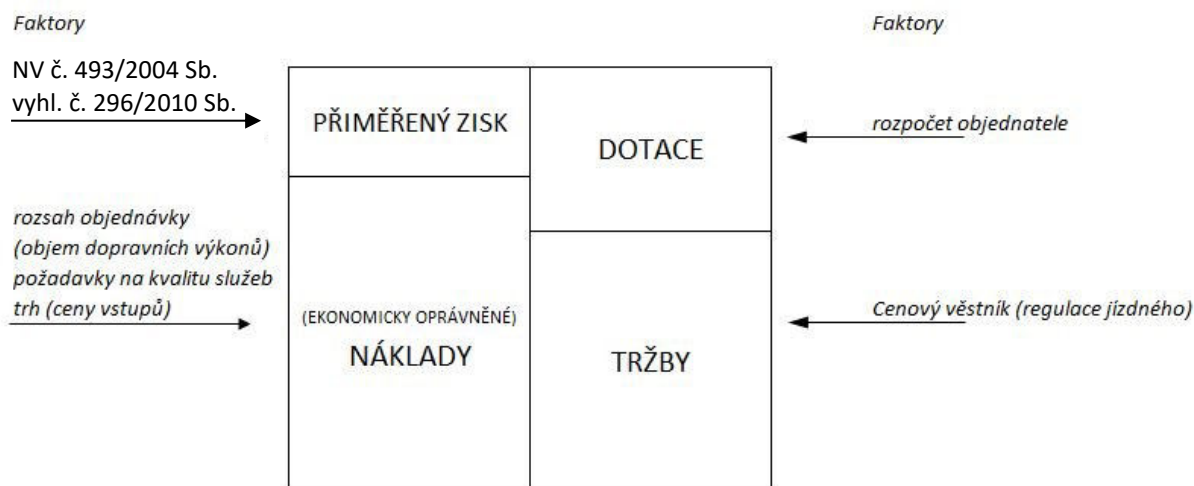 Faktory
Faktory
NV č. 493/2004 Sb.
vyhl. č. 296/2010 Sb.
PŘIMĚŘENÝ ZISK
DOTACE
rozpočet objednatele
rozsah objednávky
(objem dopravních výkonů)
požadavky na kvalitu služeb
trh (ceny vstupů)
(EKONOMICKY OPRÁVNĚNÉ)
NÁKLADY
TRŽBY
Cenový věstník (regulace jízdného)